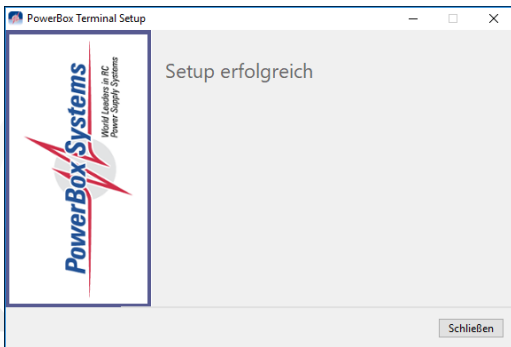 PowerBox Terminal Setup
PowerBox Systems
World Leaders in RC
Power Supply Systems
Setup erfolgreich
Schließen